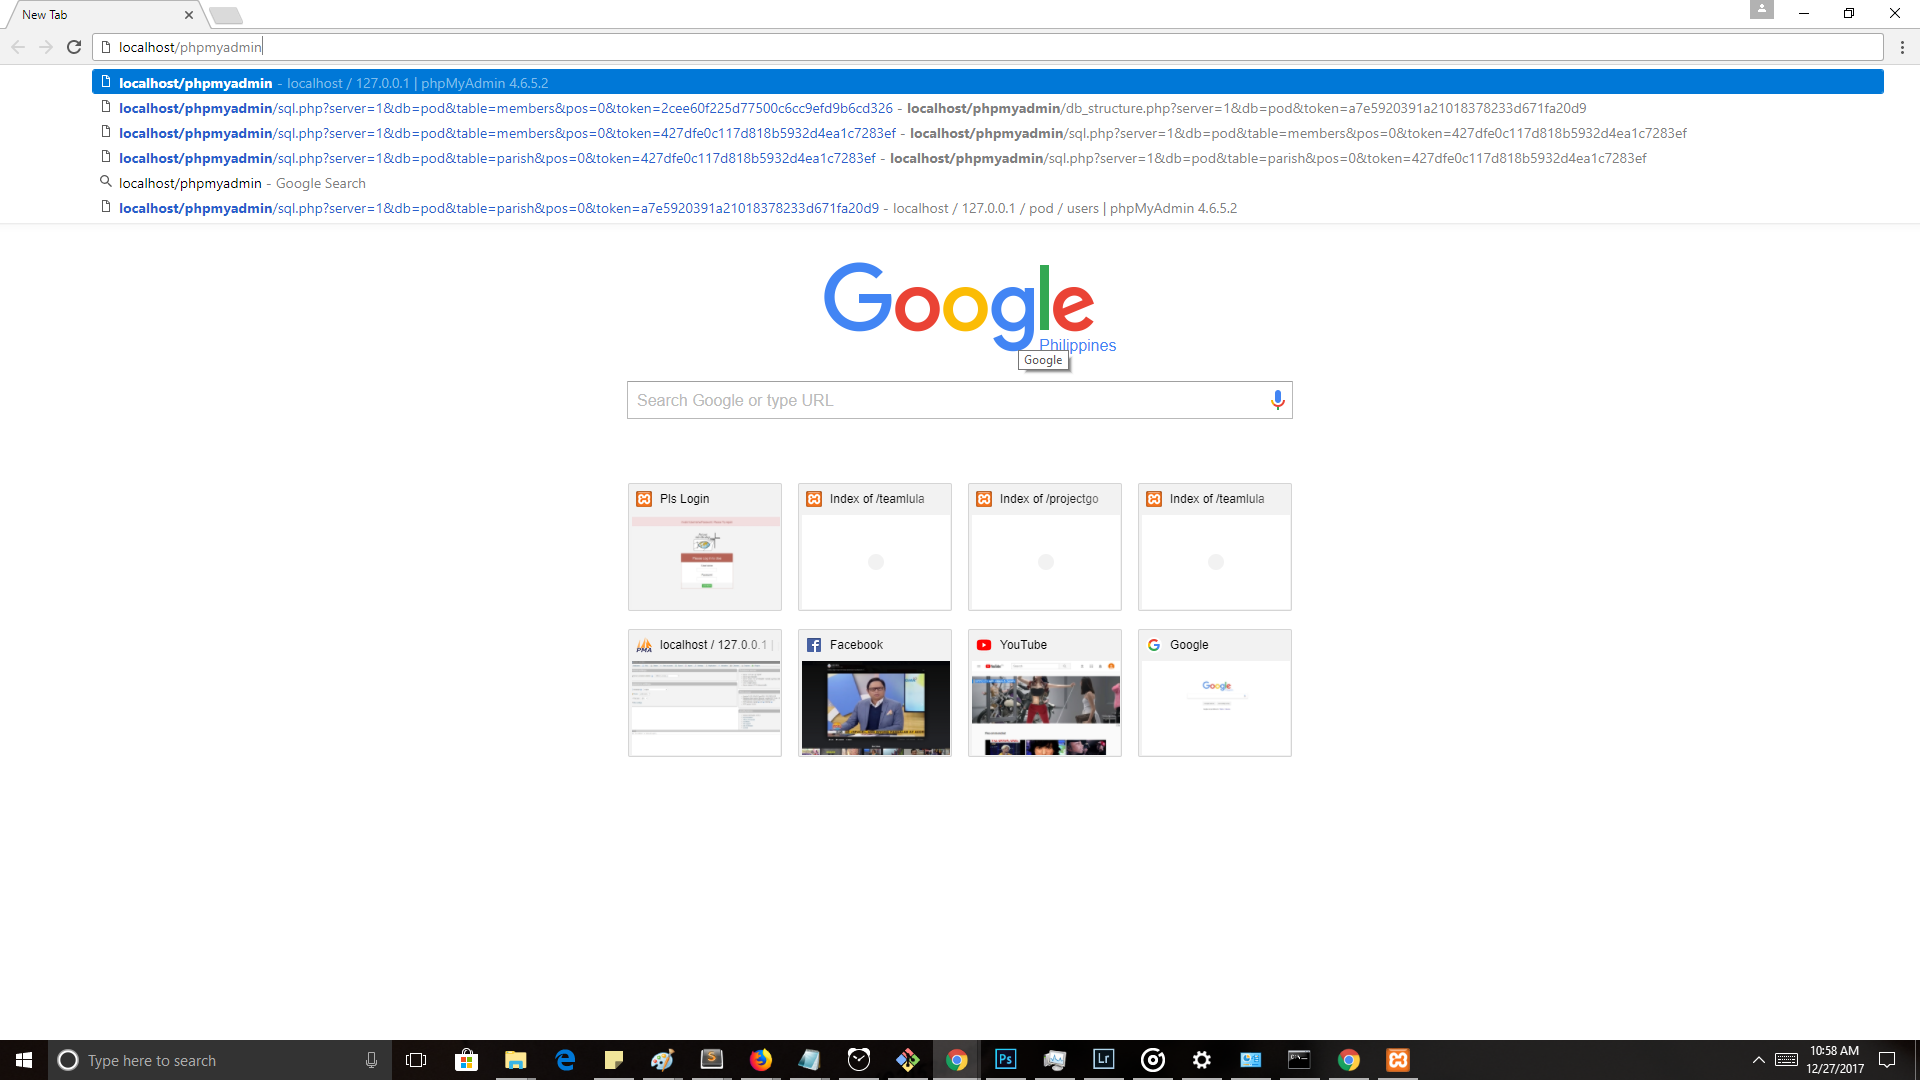 New Tab
localhost/phpmyadmin
localhost/phpmyadmin - localhost / 127.0.0.1 | phpMyAdmin 4.6.5.2
localhost/phpmyadmin/sql.php?server=1&db=pod&table=members&pos=0&token=2cee60f225d77500c6cc9efd9b6cd326 - localhost/phpmyadmin/db_structure.php?server=1&db=pod&token=a7e5920391a21018378233d671fa20d9
localhost/phpmyadmin/sql.php?server=1&db=pod&table=members&pos=0&token=427dfe0c117d818b5932d4ea1c7283ef - localhost/phpmyadmin/sql.php?server=1&db=pod&table=members&pos=0&token=427dfe0c117d818b5932d4ea1c7283ef
localhost/phpmyadmin/sql.php?server=1&db=pod&table=parish&pos=0&token=427dfe0c117d818b5932d4ea1c7283ef - localhost/phpmyadmin/sql.php?server=1&db=pod&table=parish&pos=0&token=427dfe0c117d818b5932d4ea1c7283ef
localhost/phpmyadmin - Google Search
localhost/phpmyadmin/sql.php?server=1&db=pod&table=parish&pos=0&token=a7e5920391a21018378233d671fa20d9 - localhost / 127.0.0.1 / pod / users | phpMyAdmin 4.6.5.2
Google
Philippines
Google
Search Google or type URL
Pls Login Index of /teamlula Index of /projectgo Index of /teamlula
localhost / 127.0.0.1 | Facebook YouTube Google
PMA
Google
Type here to search
S Ps Lr
10:58 AM
12/27/2017